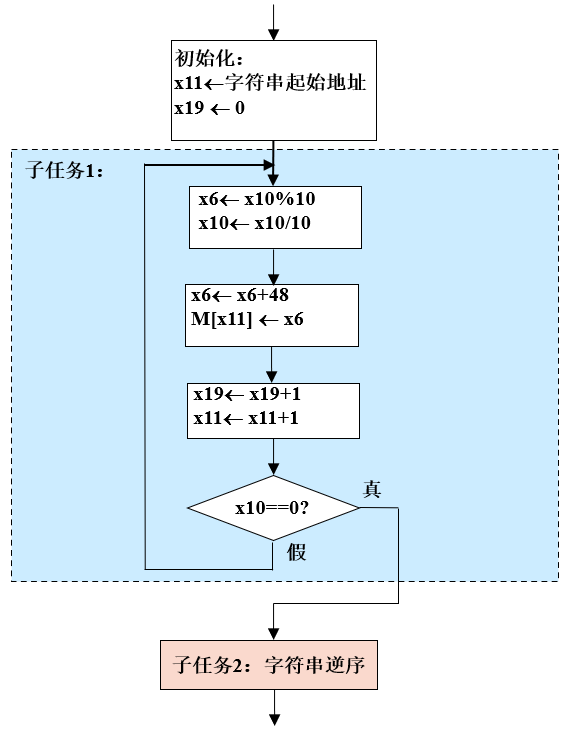 初始化：
x11←字符串起始地址
x19 ← 0
子任务1：
x6← x10%10
x10← x10/10
x6← x6+48
M[x11] ← x6
x19← x19+1
x11← x11+1
x10==0?
真
假
子任务2：字符串逆序